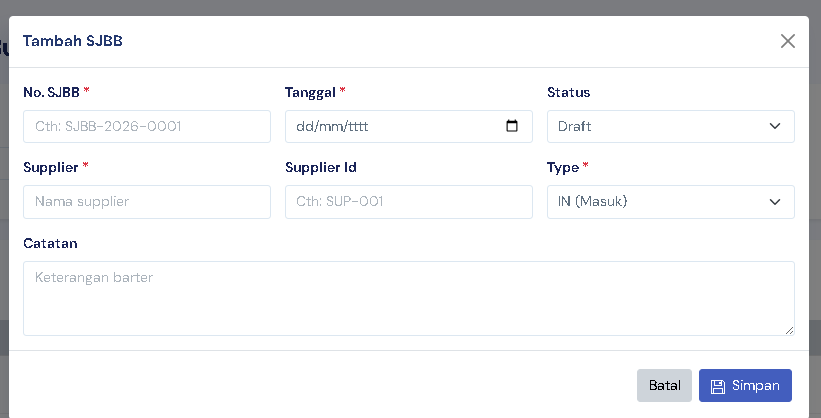 Tambah SJBB
No. SJBB * Tanggal * Status
Cth: SJBB-2026-0001 dd/mm/tttt Draft
Supplier * Supplier Id Type *
Nama supplier Cth: SUP-001 IN (Masuk)
Catatan
Keterangan barter
Batal Simpan